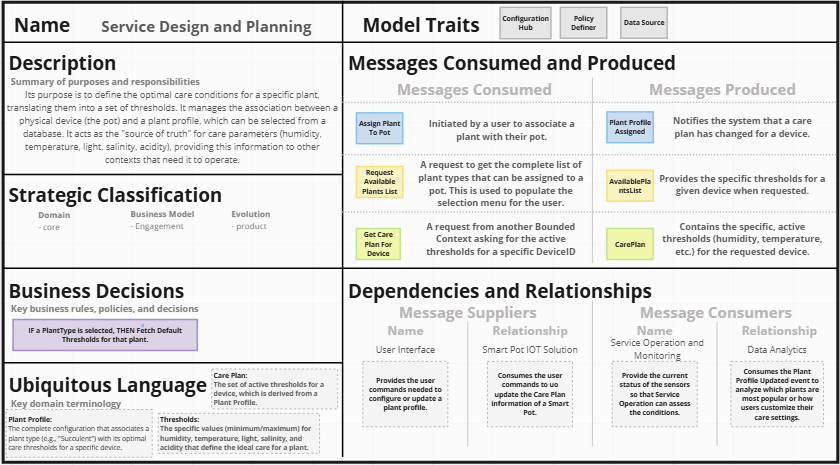 Name
Service Design and Planning
Model Traits
Configuration
Hub
Policy
Definer
Data Source
Description
Summary of purposes and responsibilities
Its purpose is to define the optimal care conditions for a specific plant,
translating them into a set of thresholds. It manages the association between a
physical device (the pot) and a plant profile, which can be selected from a
database. It acts as the "source of truth" for care parameters (humidity,
temperature, light, salinity, acidity), providing this information to other
contexts that need it to operate.
Strategic Classification
Domain
- core
Business Model
- Engagement
Evolution
- product
Messages Consumed and Produced
Messages Consumed
Messages Produced
Assign Plant
To Pot
Initiated by a user to associate a
plant with their pot.
Plant Profile
Assigned
Notifies the system that a care
plan has changed for a device.
Request
Available
Plants List
A request to get the complete list of
plant types that can be assigned to a
pot. This is used to populate the
selection menu for the user.
AvailablePla
ntsList
Provides the specific thresholds for a
given device when requested.
Get Care
Plan For
Device
A request from another Bounded
Context asking for the active
thresholds for a specific DeviceID
CarePlan
Contains the specific, active
thresholds (humidity, temperature,
etc.) for the requested device.
Business Decisions
Key business rules, policies, and decisions
IF a PlantType is selected, THEN Fetch Default
Thresholds for that plant.
Ubiquitous Language
Key domain terminology
Care Plan:
The set of active thresholds for a
device, which is derived from a
Plant Profile.
Plant Profile:
The complete configuration that associates a
plant type (e.g., "Succulent") with its optimal
care thresholds for a specific device.
Thresholds:
The specific values (minimum/maximum) for
humidity, temperature, light, salinity, and
acidity that define the ideal care for a plant.
Dependencies and Relationships
Message Suppliers
Message Consumers
Name
Relationship
Name
Relationship
User Interface
Smart Pot IOT Solution
Service Operation and
Monitoring
Data Analytics
Provides the user
commands needed to
configure or update a
plant profile.
Consumes the user
commands to uo
update the Care Plan
information of a Smart
Pot.
Provide the current
status of the sensors
so that Service
Operation can assess
the conditions.
Consumes the Plant
Profile Updated event to
analyze which plants are
most popular or how
users customize their
care settings.